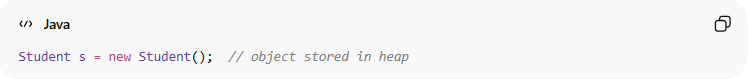 </> Java
Student s = new Student();  // object stored in heap